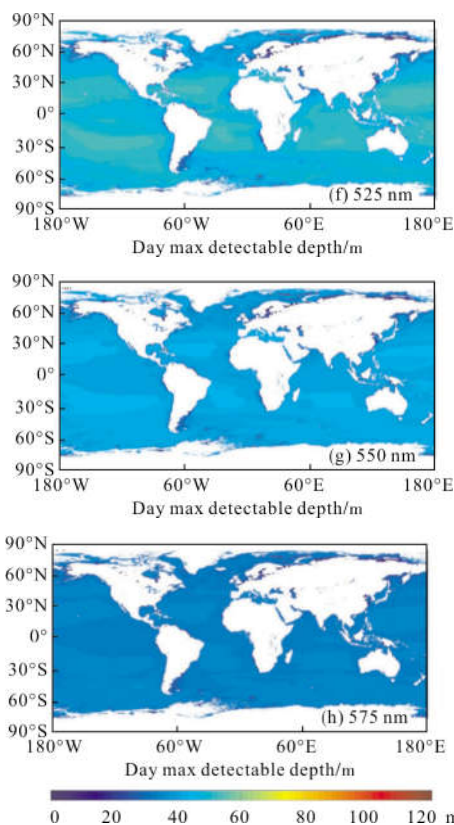 90°N
60°N
30°N
0°
30°S
60°S
(f) 525 nm
90°S
180°W 60°W 60°E 180°E
Day max detectable depth/m
90°N
60°N
30°N
0°
30°S
60°S
(g) 550 nm
90°S
180°W 60°W 60°E 180°E
Day max detectable depth/m
90°N
60°N
30°N
0°
30°S
60°S
(h) 575 nm
90°S
180°W 60°W 60°E 180°E
Day max detectable depth/m
0 20 40 60 80 100 120 m